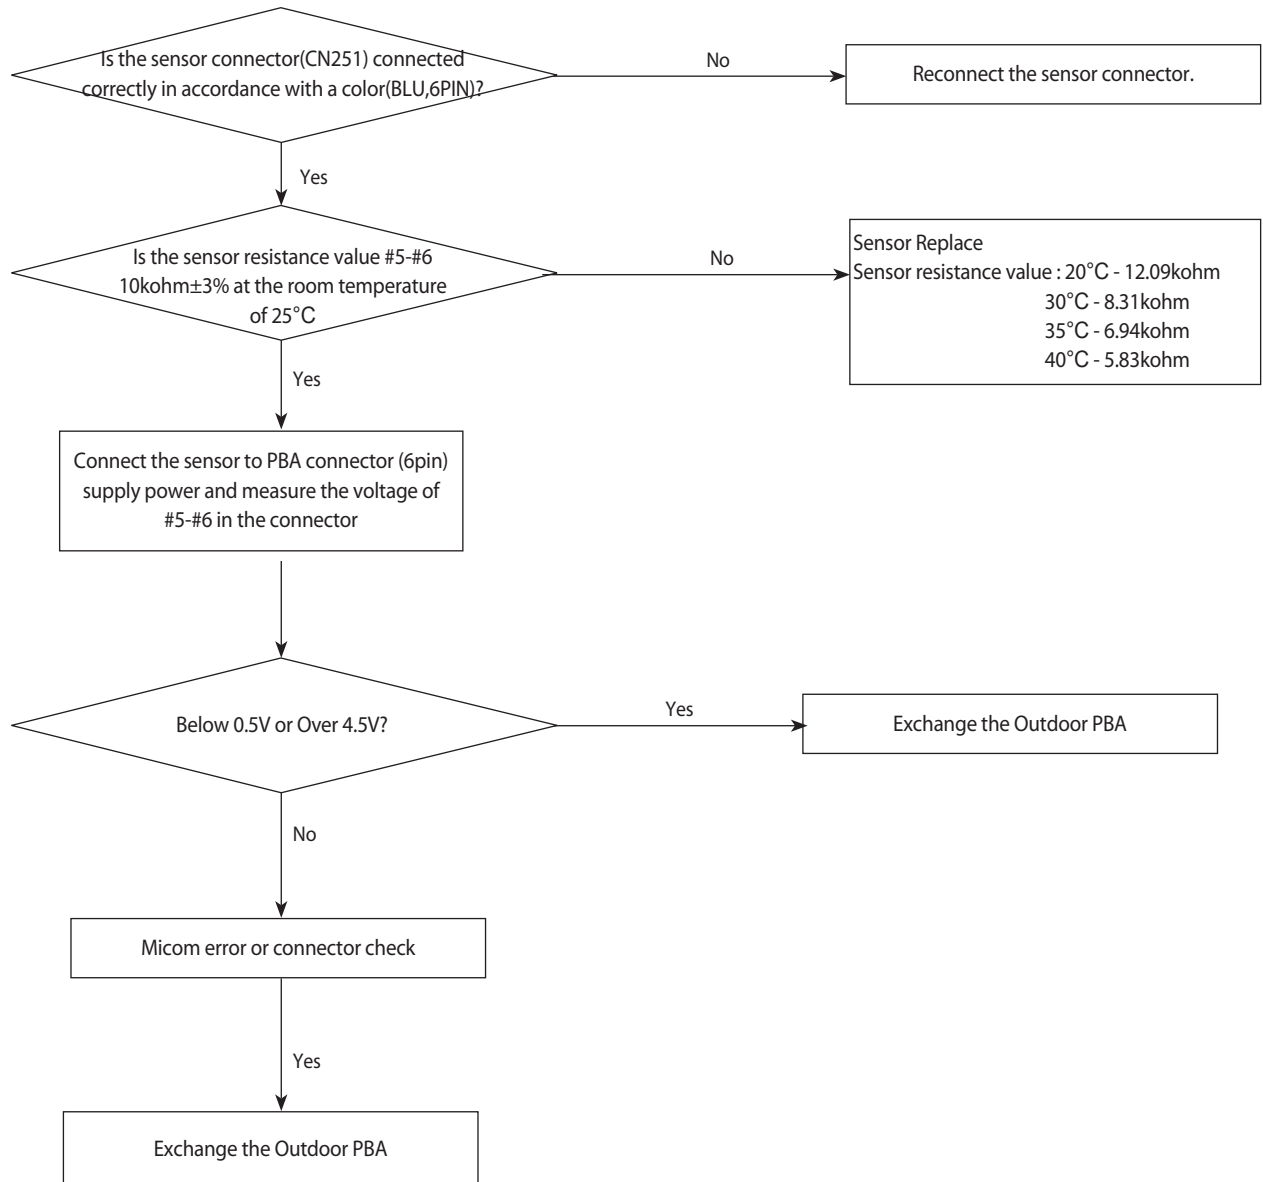 Is the sensor connector(CN251) connected
correctly in accordance with a color(BLU,6PIN)?
No
Reconnect the sensor connector.
Yes
Is the sensor resistance value #5-#6
10kohm±3% at the room temperature
of 25°C
No
Sensor Replace
Sensor resistance value : 20°C - 12.09kohm
30°C - 8.31kohm
35°C - 6.94kohm
40°C - 5.83kohm
Yes
Connect the sensor to PBA connector (6pin)
supply power and measure the voltage of
#5-#6 in the connector
Below 0.5V or Over 4.5V?
Yes
Exchange the Outdoor PBA
No
Micom error or connector check
Yes
Exchange the Outdoor PBA